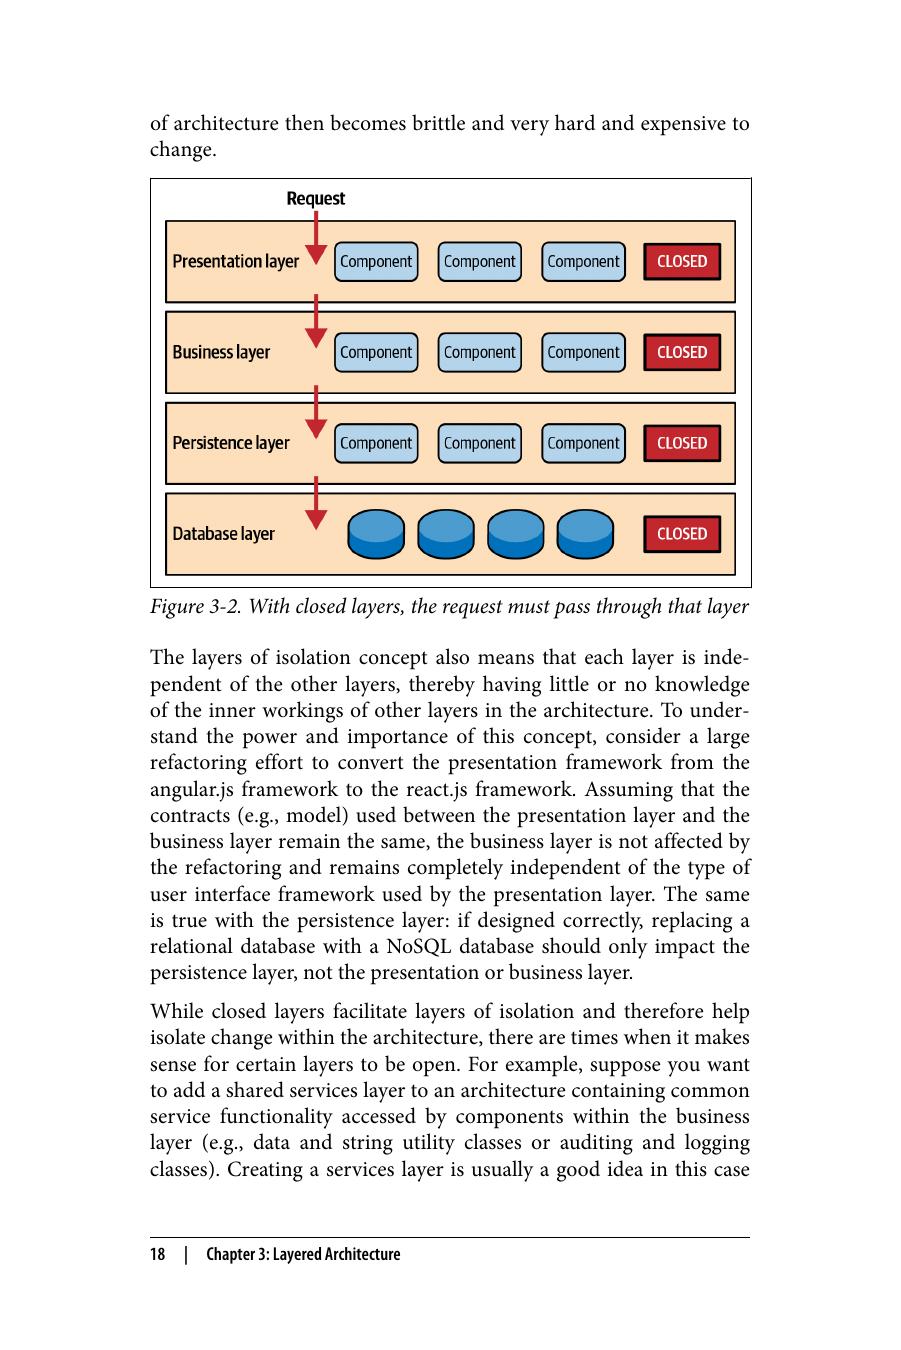 of architecture then becomes brittle and very hard and expensive to
change.
Request
Presentation layer Component Component Component CLOSED
Business layer Component Component Component CLOSED
Persistence layer Component Component Component CLOSED
Database layer CLOSED
Figure 3-2. With closed layers, the request must pass through that layer
The layers of isolation concept also means that each layer is inde-
pendent of the other layers, thereby having little or no knowledge
of the inner workings of other layers in the architecture. To under-
stand the power and importance of this concept, consider a large
refactoring effort to convert the presentation framework from the
angular.js framework to the react.js framework. Assuming that the
contracts (e.g., model) used between the presentation layer and the
business layer remain the same, the business layer is not affected by
the refactoring and remains completely independent of the type of
user interface framework used by the presentation layer. The same
is true with the persistence layer: if designed correctly, replacing a
relational database with a NoSQL database should only impact the
persistence layer, not the presentation or business layer.
While closed layers facilitate layers of isolation and therefore help
isolate change within the architecture, there are times when it makes
sense for certain layers to be open. For example, suppose you want
to add a shared services layer to an architecture containing common
service functionality accessed by components within the business
layer (e.g., data and string utility classes or auditing and logging
classes). Creating a services layer is usually a good idea in this case
18 | Chapter 3: Layered Architecture